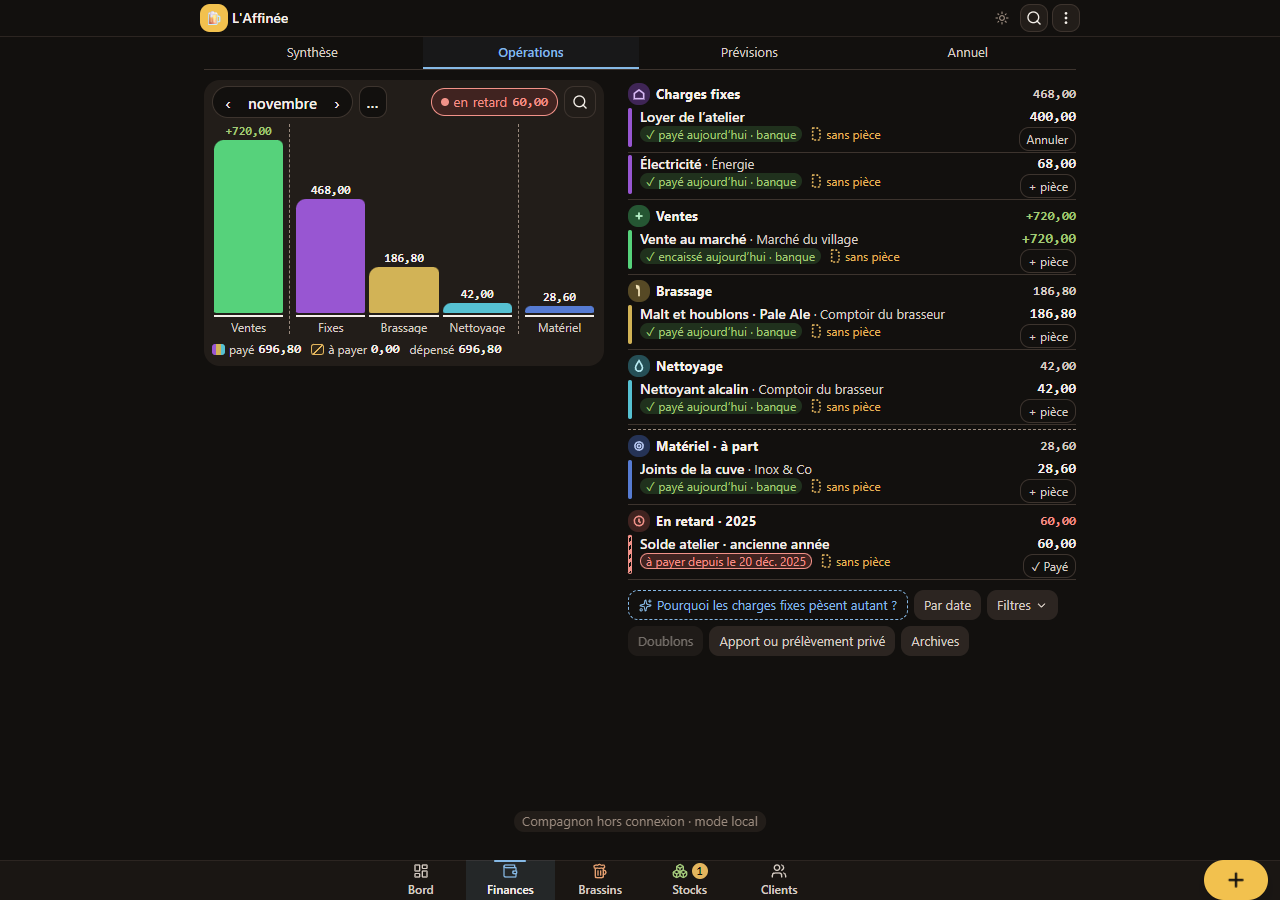 L'Affinée
Synthèse
Opérations
Prévisions
Annuel
‹ novembre ›
...
en retard 60,00
+720,00
468,00
186,80
42,00
28,60
Ventes
Fixes
Brassage
Nettoyage
Matériel
payé 696,80 à payer 0,00 dépensé 696,80
Charges fixes 468,00
Loyer de l’atelier 400,00
✓ payé aujourd’hui · banque sans pièce Annuler
Électricité · Énergie 68,00
✓ payé aujourd’hui · banque sans pièce + pièce
Ventes +720,00
Vente au marché · Marché du village +720,00
✓ encaissé aujourd’hui · banque sans pièce + pièce
Brassage 186,80
Malt et houblons · Pale Ale · Comptoir du brasseur 186,80
✓ payé aujourd’hui · banque sans pièce + pièce
Nettoyage 42,00
Nettoyant alcalin · Comptoir du brasseur 42,00
✓ payé aujourd’hui · banque sans pièce + pièce
Matériel · à part 28,60
Joints de la cuve · Inox & Co 28,60
✓ payé aujourd’hui · banque sans pièce + pièce
En retard · 2025 60,00
Solde atelier · ancienne année 60,00
à payer depuis le 20 déc. 2025 sans pièce ✓ Payé
Pourquoi les charges fixes pèsent autant ? Par date Filtres
Doublons Apport ou prélèvement privé Archives
Compagnon hors connexion · mode local
1
Bord
Finances
Brassins
Stocks
Clients
+